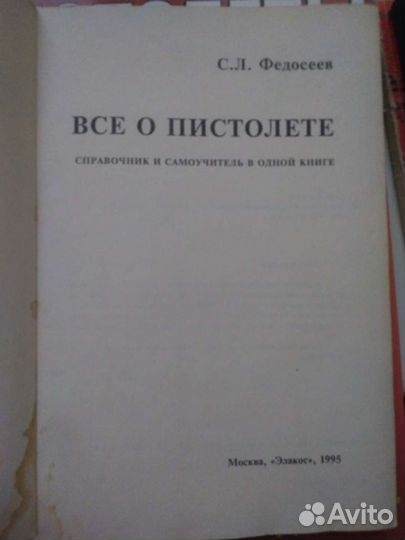 С.Л. Федосеев
ВСЕ О ПИСТОЛЕТЕ
СПРАВОЧНИК И САМОУЧИТЕЛЬ В ОДНОЙ КНИГЕ
Москва, «Элакос», 1995
Avito